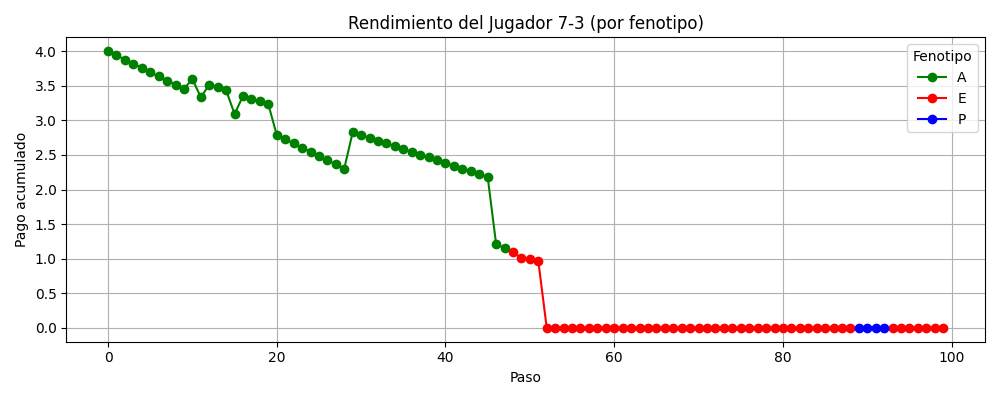 Rendimiento del Jugador 7-3 (por fenotipo)
Pago acumulado
4.0
3.5
3.0
2.5
2.0
1.5
1.0
0.5
0.0
Fenotipo
A
E
P
0 20 40 60 80 100
Paso